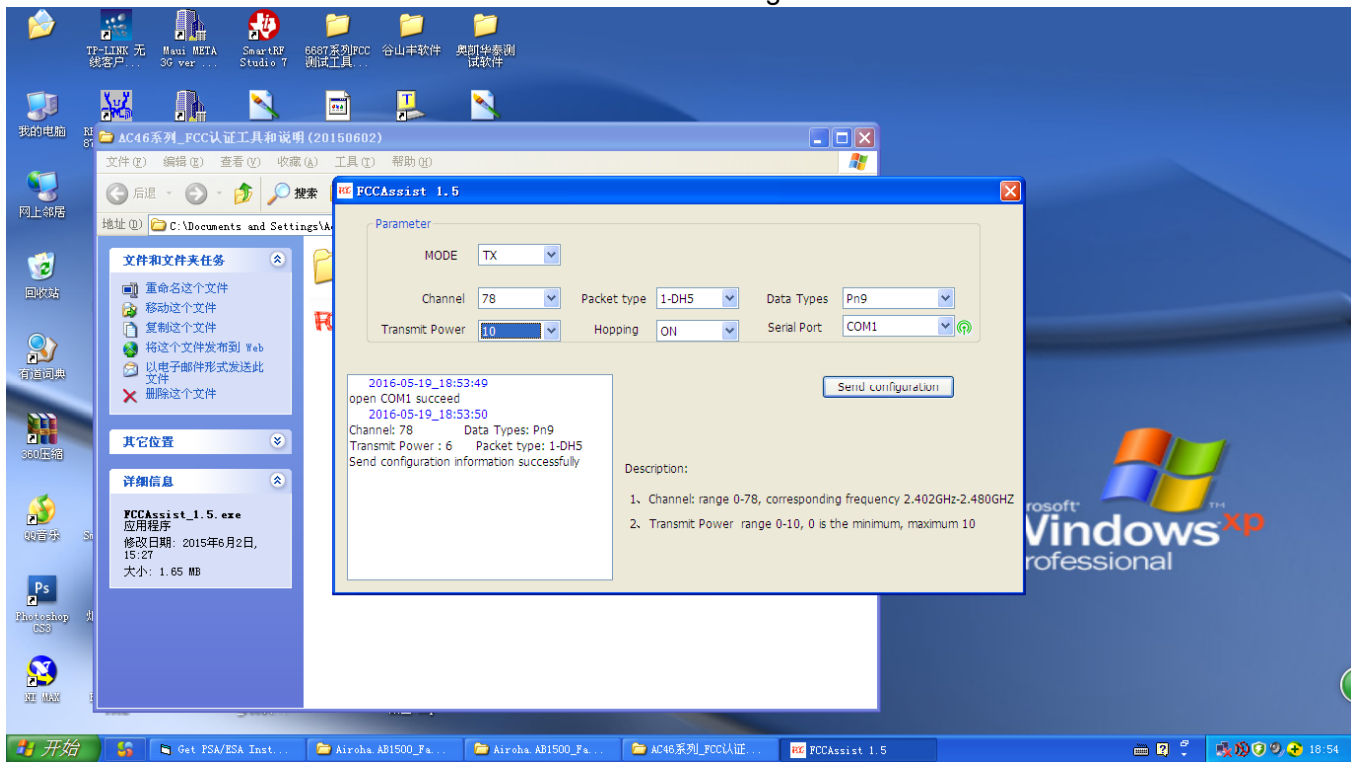 TP-LINK 无
线客户...
Maui META
3G ver ...
SmartRF
Studio 7
6687系列FCC
测试工具...
谷山丰软件
奥凯华泰测
试软件
我的电脑
网上邻居
回收站
有道词典
360压缩
Photoshop
CS3
NI MAX
AC46系列_FCC认证工具和说明(20150602)
文件(F) 编辑(E) 查看(V) 收藏(A) 工具(T) 帮助(H)
后退 搜索
地址(D) C:\Documents and Settings\A
文件和文件夹任务
重命名这个文件
移动这个文件
复制这个文件
将这个文件发布到 Web
以电子邮件形式发送此
文件
删除这个文件
其它位置
详细信息
FCCAssist_1.5.exe
应用程序
修改日期: 2015年6月2日,
15:27
大小: 1.65 MB
FCCAssist 1.5
Parameter
MODE TX
Channel 78 Packet type 1-DH5 Data Types Pn9
Transmit Power 10 Hopping ON Serial Port COM1
Send configuration
2016-05-19_18:53:49
open COM1 succeed
2016-05-19_18:53:50
Channel: 78 Data Types: Pn9
Transmit Power : 6 Packet type: 1-DH5
Send configuration information successfully
Description:
1、Channel: range 0-78, corresponding frequency 2.402GHz-2.480GHZ
2、Transmit Power range 0-10, 0 is the minimum, maximum 10
rosoft
Windows xp
rofessional
开始
Get PSA/ESA Inst...
Airoha AB1500_Fa...
Airoha AB1500_Fa...
AC46系列_FCC认证...
FCCAssist 1.5
18:54